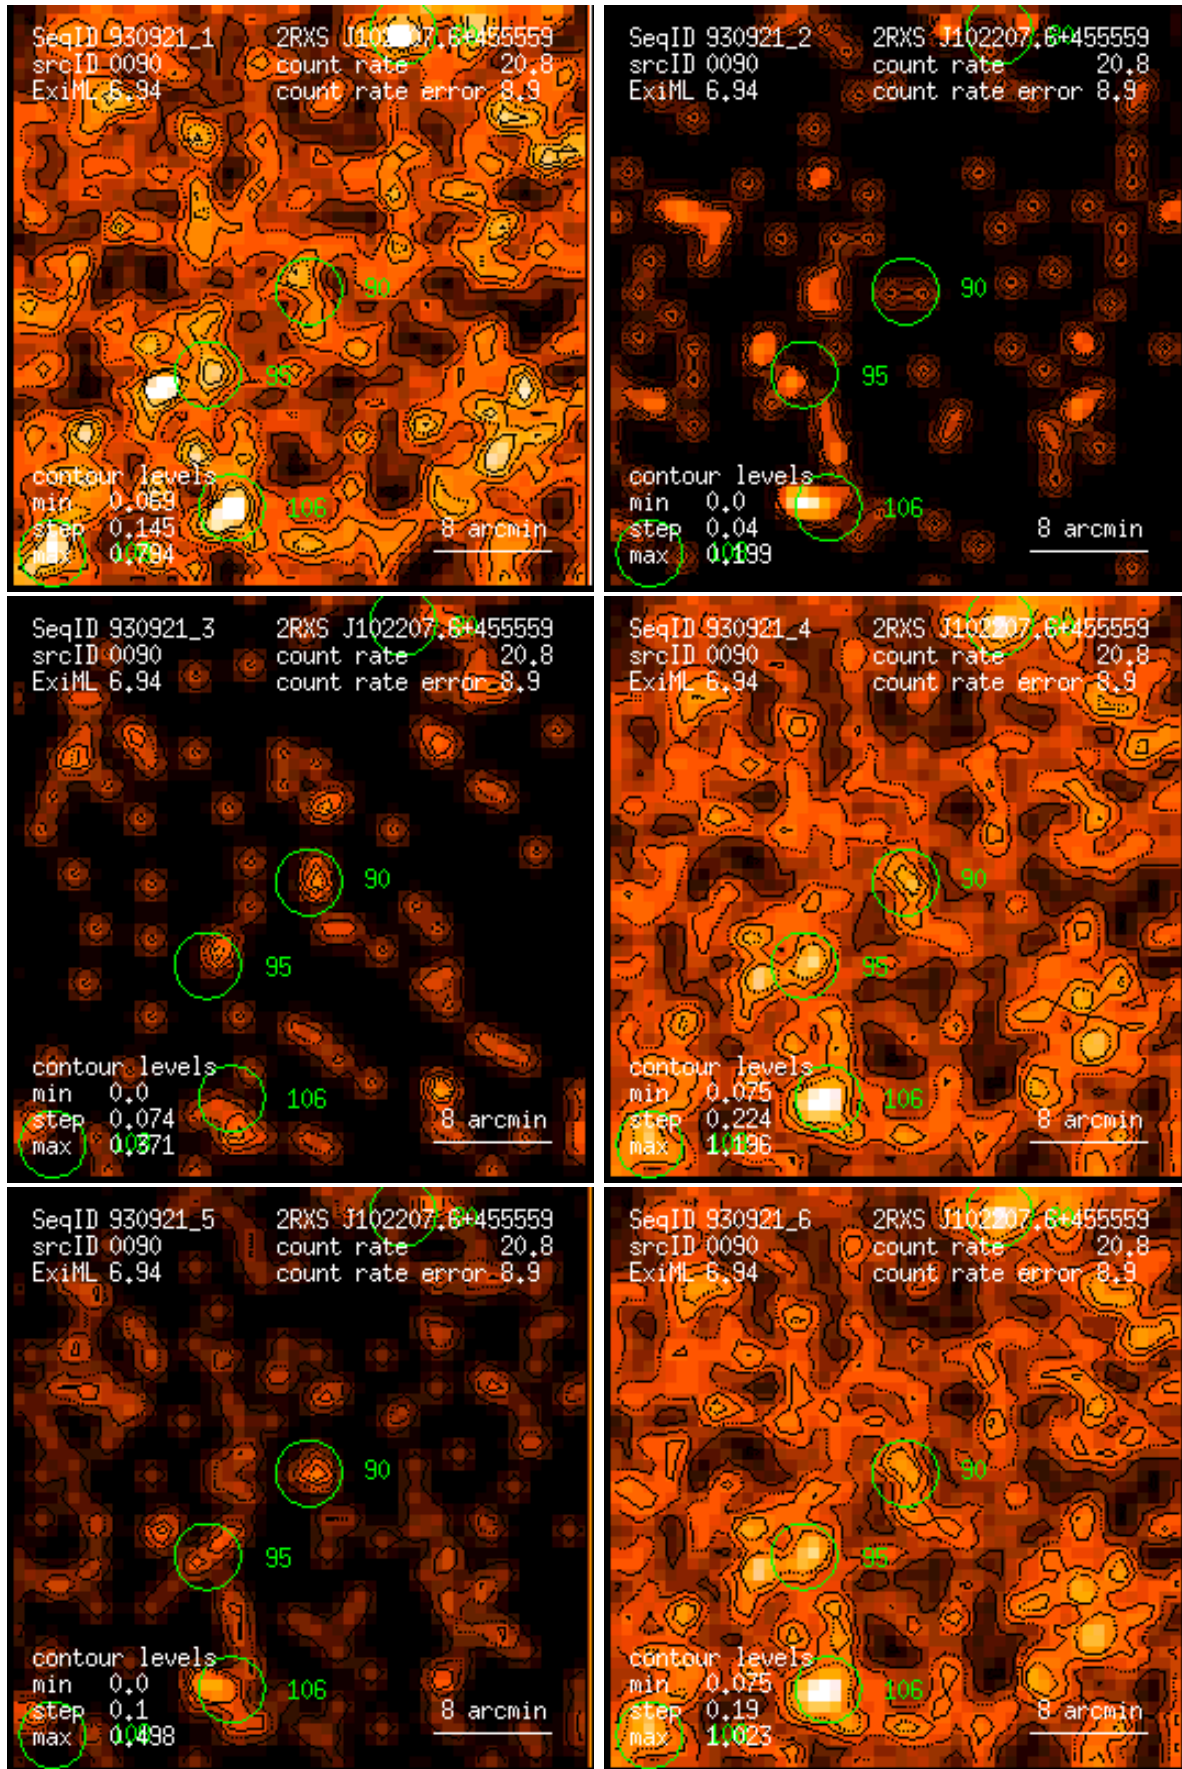 SeqID 930921_1 2RXS J102207.6+455559
srcID 0090 count rate 20.8
ExiML 6.94 count rate error 8.9
90
95
contour levels
min 0.069
106
step 0.145 8 arcmin
max 0.794
SeqID 930921_2 2RXS J102207.6+455559
srcID 0090 count rate 20.8
ExiML 6.94 count rate error 8.9
90
95
contour levels
min 0.0
106
step 0.04 8 arcmin
max 0.199
SeqID 930921_3 2RXS J102207.6+455559
srcID 0090 count rate 20.8
ExiML 6.94 count rate error 8.9
90
95
contour levels
min 0.0
106
step 0.074 8 arcmin
max 0.371
SeqID 930921_4 2RXS J102207.6+455559
srcID 0090 count rate 20.8
ExiML 6.94 count rate error 8.9
90
95
contour levels
min 0.075
106
step 0.224 8 arcmin
max 1.196
SeqID 930921_5 2RXS J102207.6+455559
srcID 0090 count rate 20.8
ExiML 6.94 count rate error 8.9
90
95
contour levels
min 0.0
106
step 0.1 8 arcmin
max 0.498
SeqID 930921_6 2RXS J102207.6+455559
srcID 0090 count rate 20.8
ExiML 6.94 count rate error 8.9
90
95
contour levels
min 0.075
106
step 0.19 8 arcmin
max 1.023